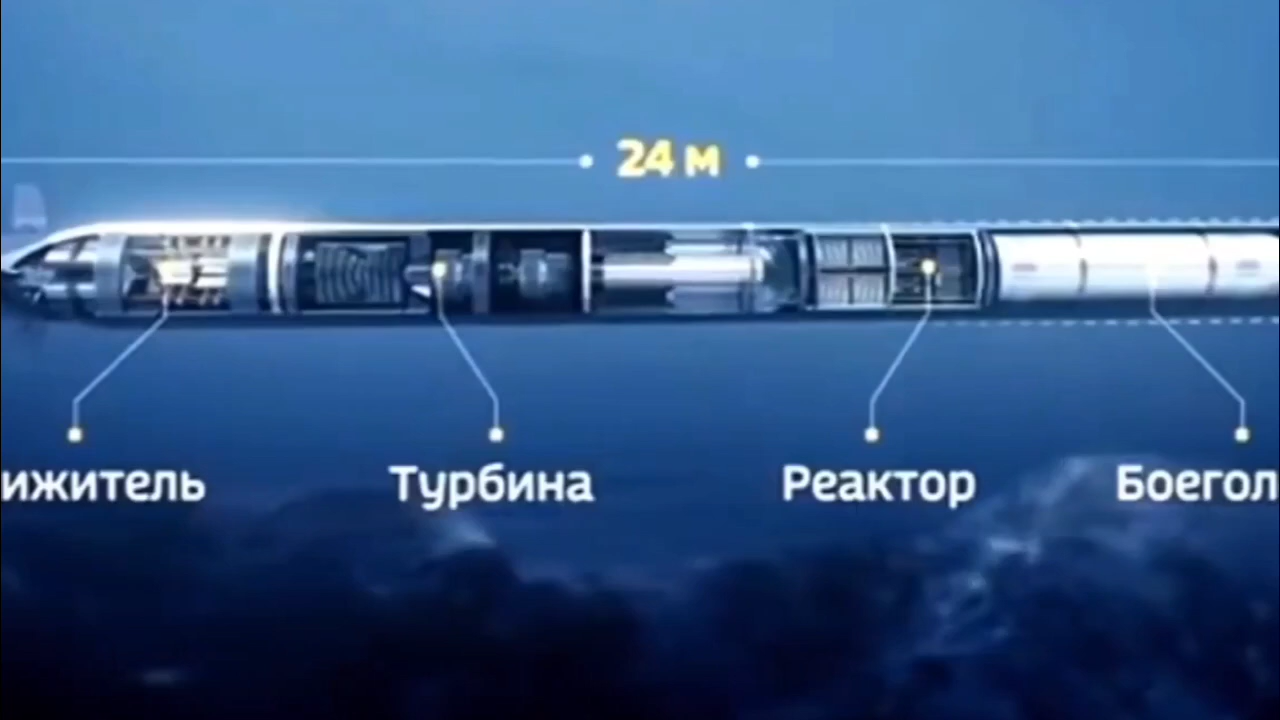 24 м
ижитель
Турбина
Реактор
Боегол